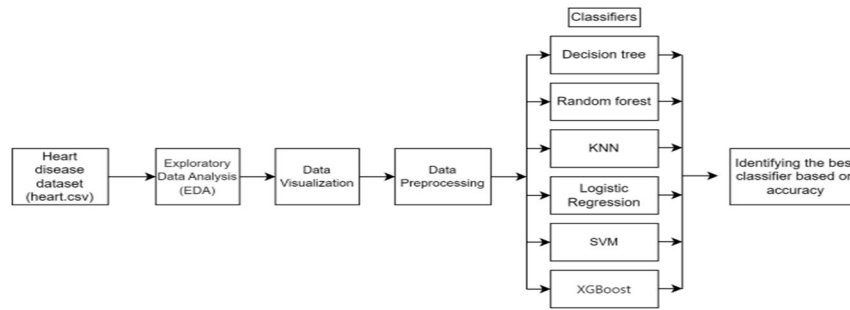 Classifiers
Decision tree
Random forest
KNN
Logistic
Regression
SVM
XGBoost
Heart
disease
dataset
(heart.csv)
Exploratory
Data Analysis
(EDA)
Data
Visualization
Data
Preprocessing
Identifying the bes
classifier based or
accuracy